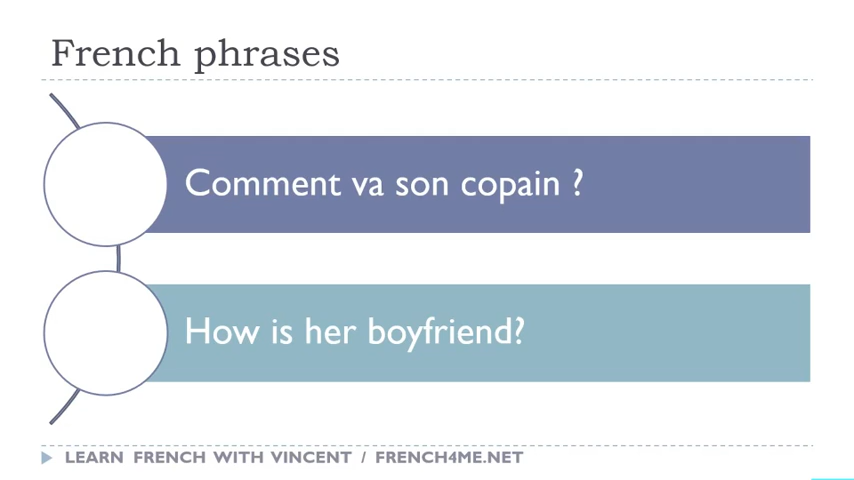 French phrases
Comment va son copain ?
How is her boyfriend?
LEARN FRENCH WITH VINCENT / FRENCH4ME.NET